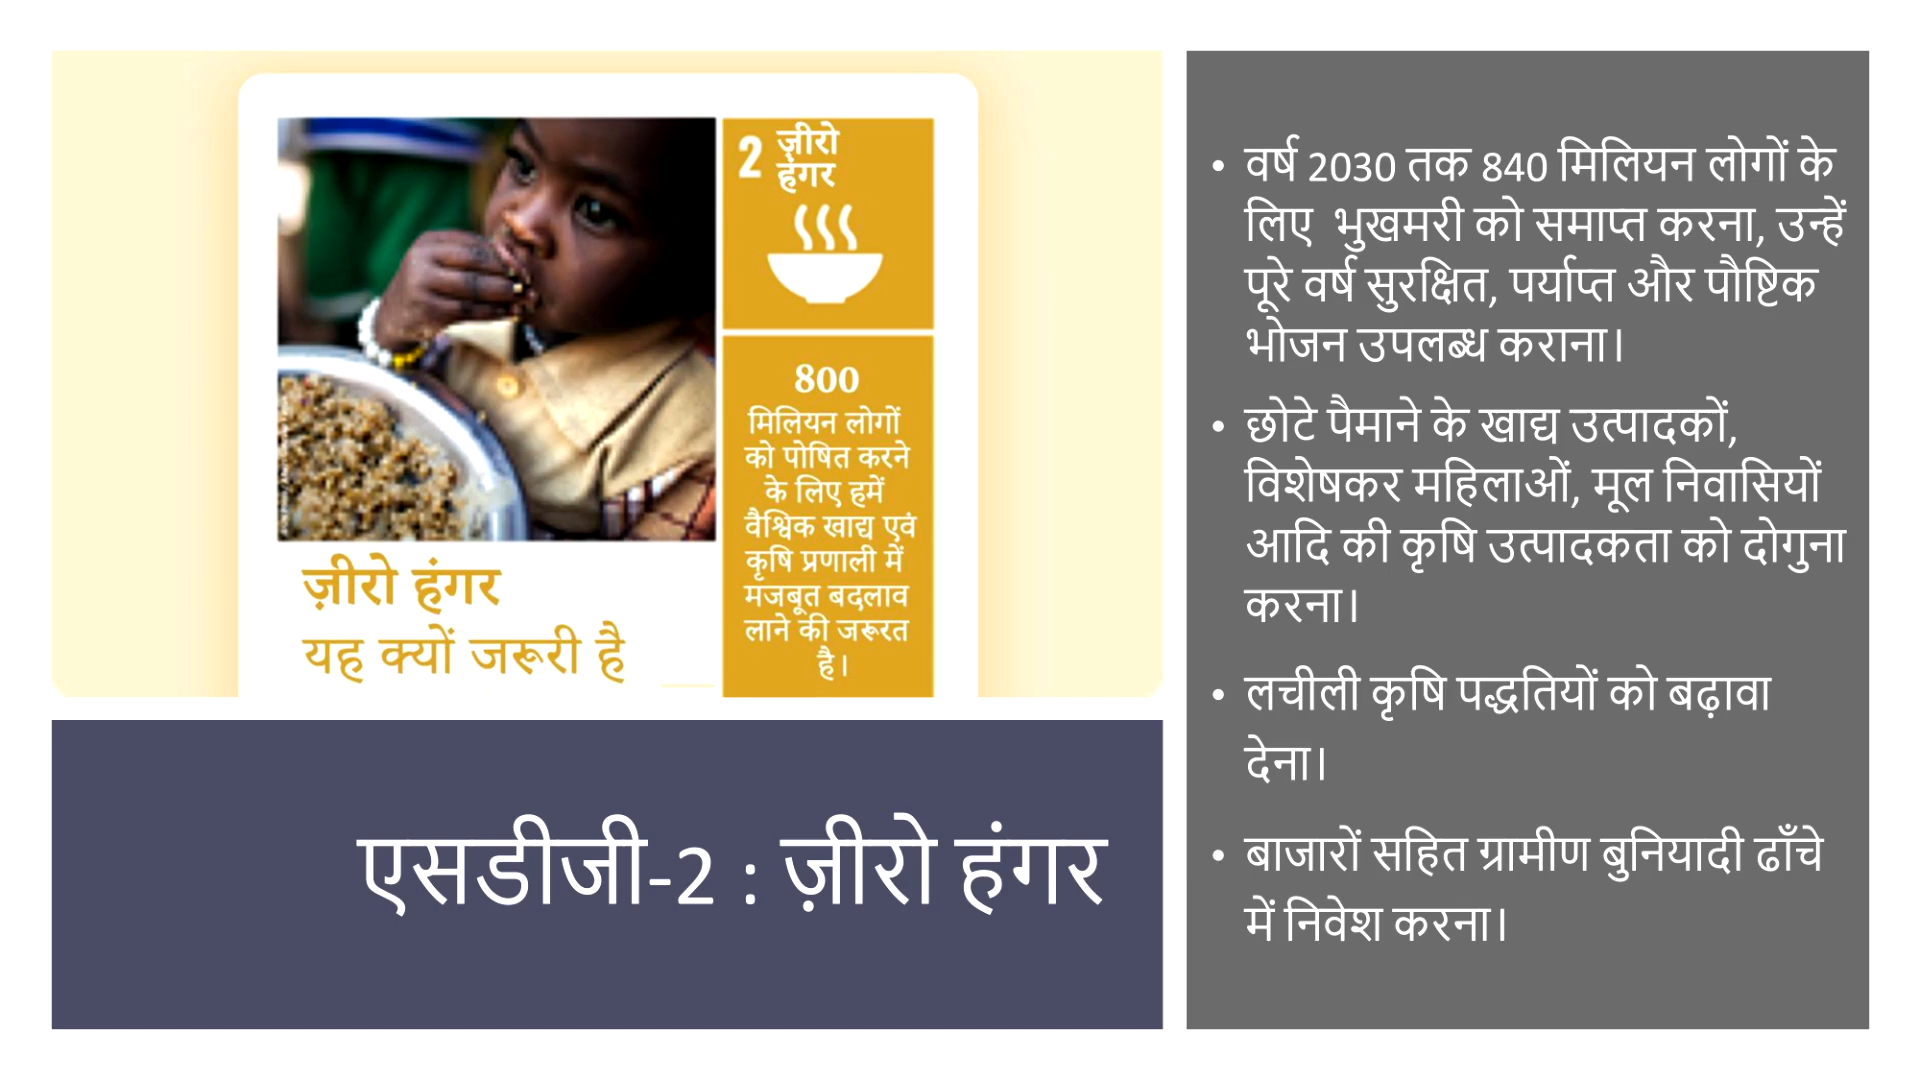 2 ज़ीरो
हंगर
800
मिलियन लोगों
को पोषित करने
के लिए हमें
वैश्विक खाद्य एवं
कृषि प्रणाली में
मजबूत बदलाव
लाने की जरूरत
है।
ज़ीरो हंगर
यह क्यों जरूरी है
एसडीजी-2 : ज़ीरो हंगर
• वर्ष 2030 तक 840 मिलियन लोगों के
लिए भुखमरी को समाप्त करना, उन्हें
पूरे वर्ष सुरक्षित, पर्याप्त और पौष्टिक
भोजन उपलब्ध कराना।
• छोटे पैमाने के खाद्य उत्पादकों,
विशेषकर महिलाओं, मूल निवासियों
आदि की कृषि उत्पादकता को दोगुना
करना।
• लचीली कृषि पद्धतियों को बढ़ावा
देना।
• बाजारों सहित ग्रामीण बुनियादी ढाँचे
में निवेश करना।